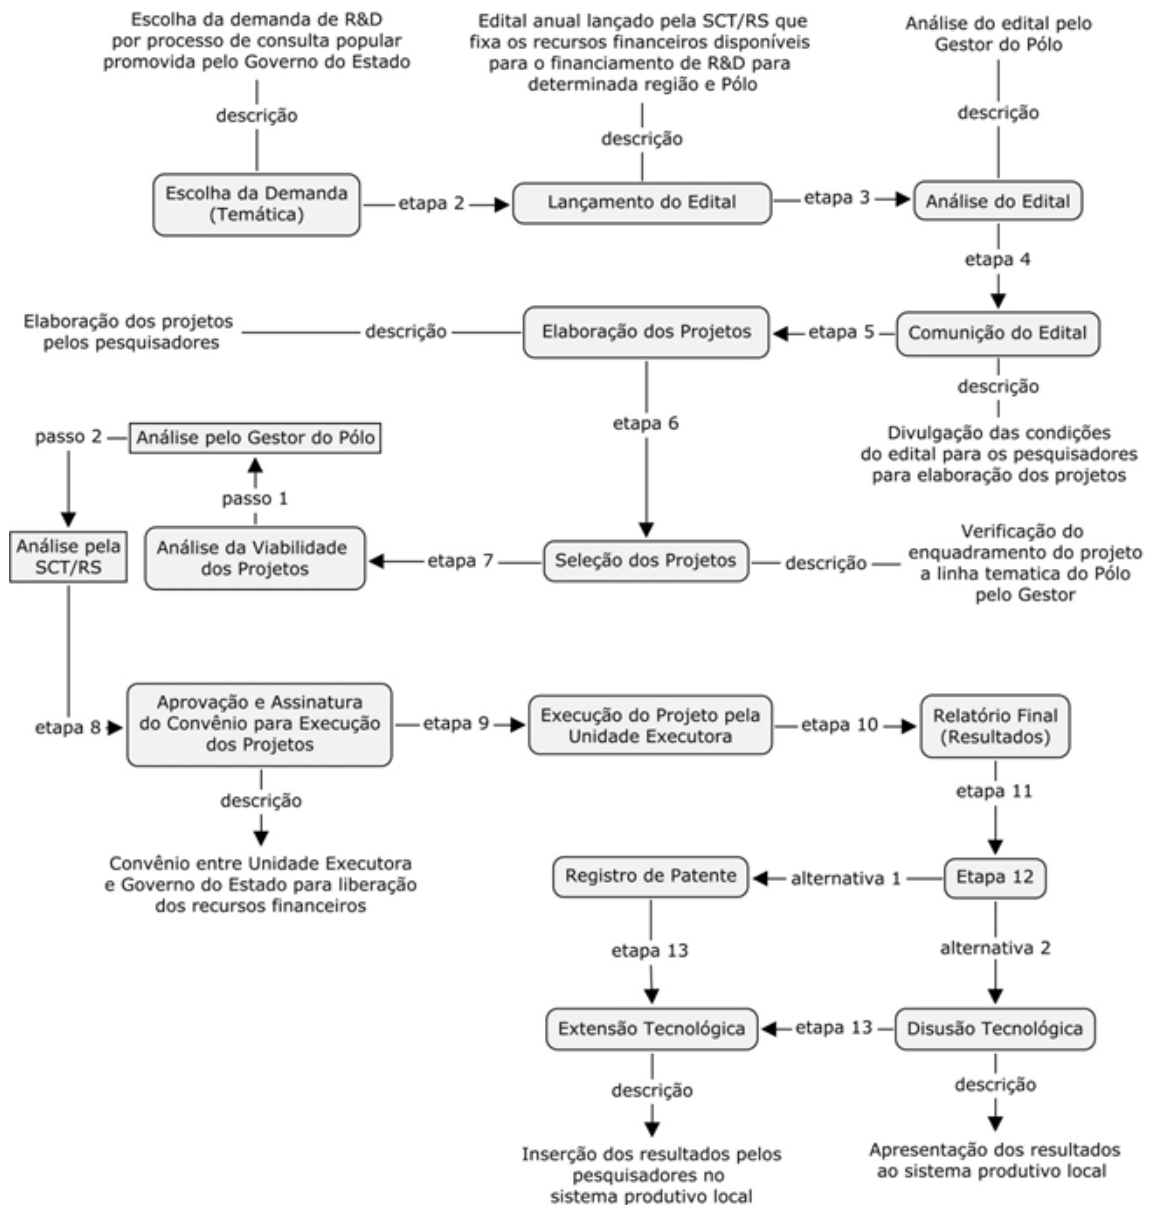 Escolha da demanda de R&D
por processo de consulta popular
promovida pelo Governo do Estado
Edital anual lançado pela SCT/RS que
fixa os recursos financeiros disponíveis
para o financiamento de R&D para
determinada região e Pólo
Análise do edital pelo
Gestor do Pólo
descrição
descrição
descrição
Escolha da Demanda
(Temática)
etapa 2
Lançamento do Edital
etapa 3
Análise do Edital
etapa 4
Elaboração dos projetos
pelos pesquisadores
descrição
Elaboração dos Projetos
etapa 5
Comunição do Edital
descrição
etapa 6
Divulgação das condições
do edital para os pesquisadores
para elaboração dos projetos
passo 2
Análise pelo Gestor do Pólo
passo 1
Análise pela
SCT/RS
Análise da Viabilidade
dos Projetos
etapa 7
Seleção dos Projetos
descrição
Verificação do
enquadramento do projeto
a linha tematica do Pólo
pelo Gestor
etapa 8
Aprovação e Assinatura
do Convênio para Execução
dos Projetos
etapa 9
Execução do Projeto pela
Unidade Executora
etapa 10
Relatório Final
(Resultados)
descrição
etapa 11
Convênio entre Unidade Executora
e Governo do Estado para liberação
dos recursos financeiros
Registro de Patente
alternativa 1
Etapa 12
etapa 13
alternativa 2
Extensão Tecnológica
etapa 13
Disusão Tecnológica
descrição
descrição
Inserção dos resultados pelos
pesquisadores no
sistema produtivo local
Apresentação dos resultados
ao sistema produtivo local